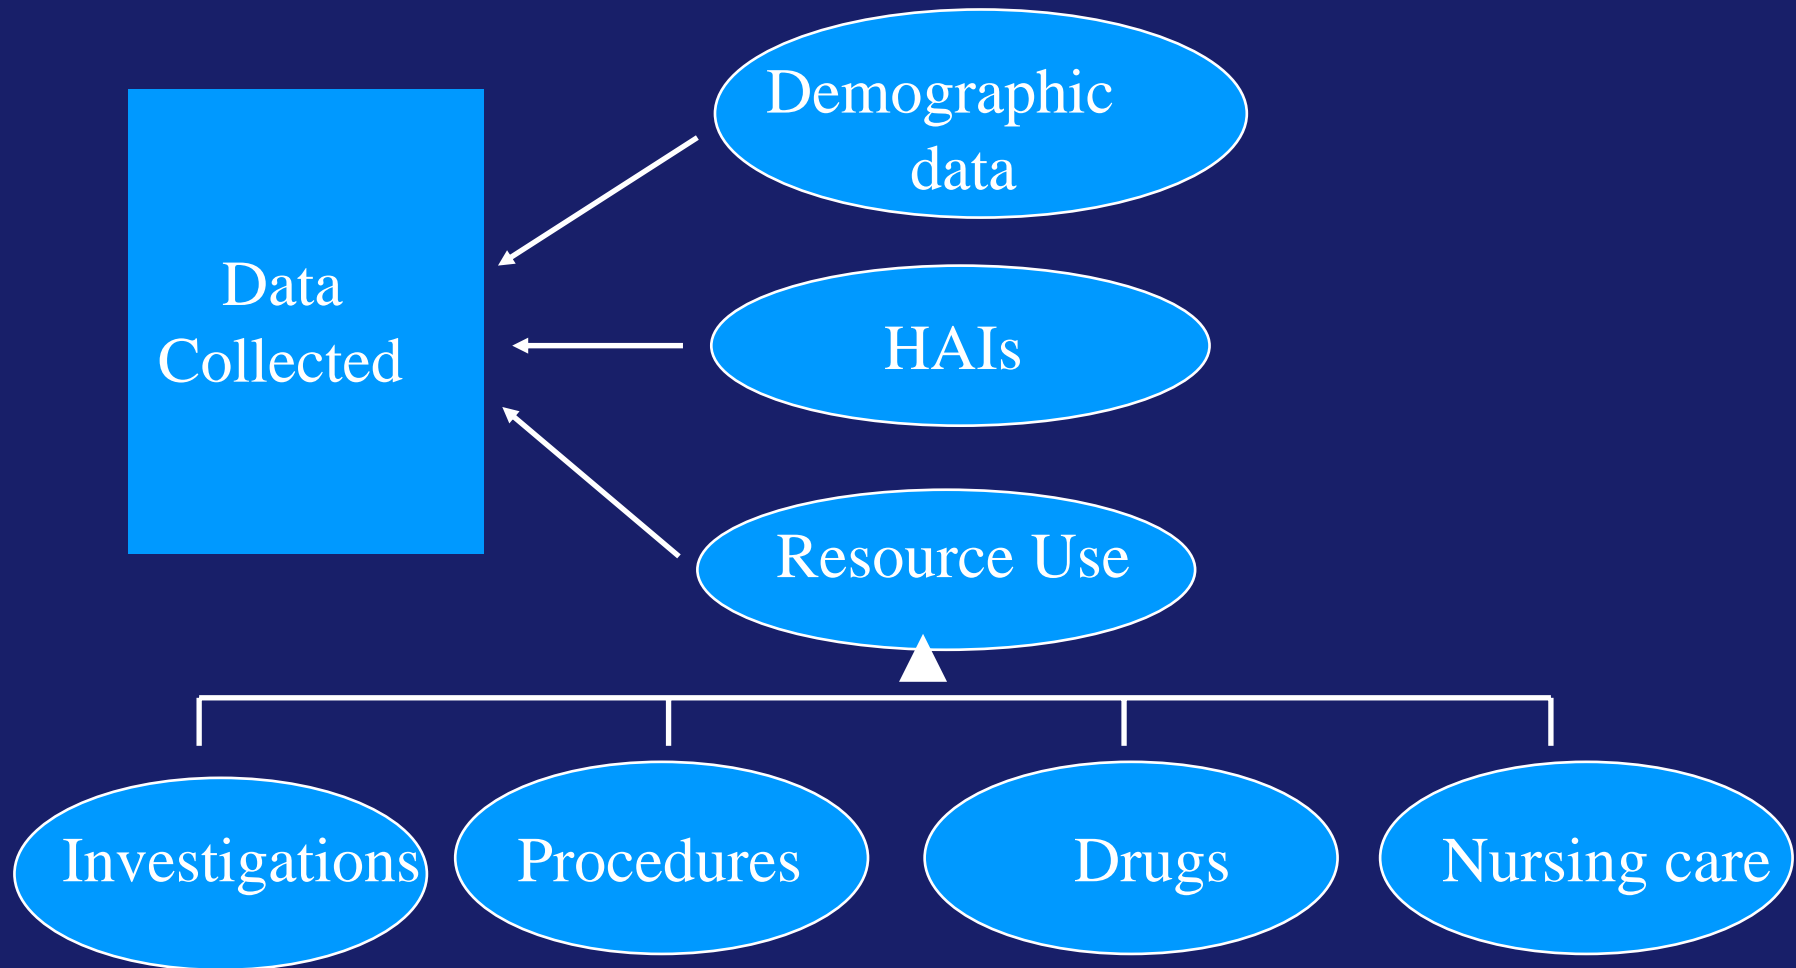 Demographic
data
Data
Collected
HAIs
Resource Use
Investigations
Procedures
Drugs
Nursing care